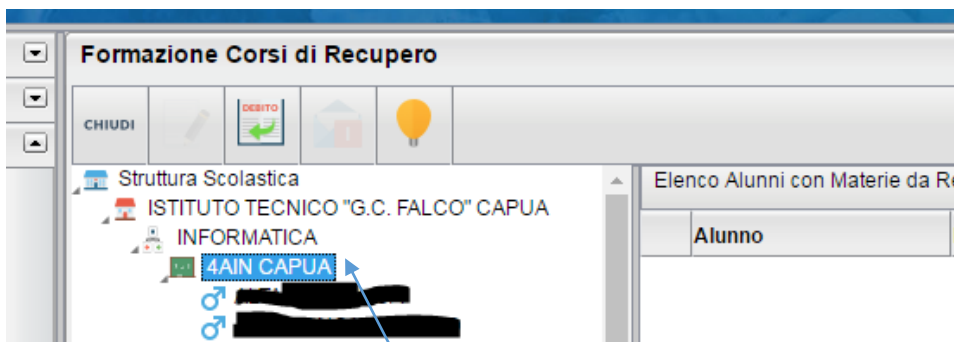 Formazione Corsi di Recupero
CHIUDI
DEBITO
Struttura Scolastica
ISTITUTO TECNICO "G.C. FALCO" CAPUA
INFORMATICA
4AIN CAPUA
Elenco Alunni con Materie da
Alunno